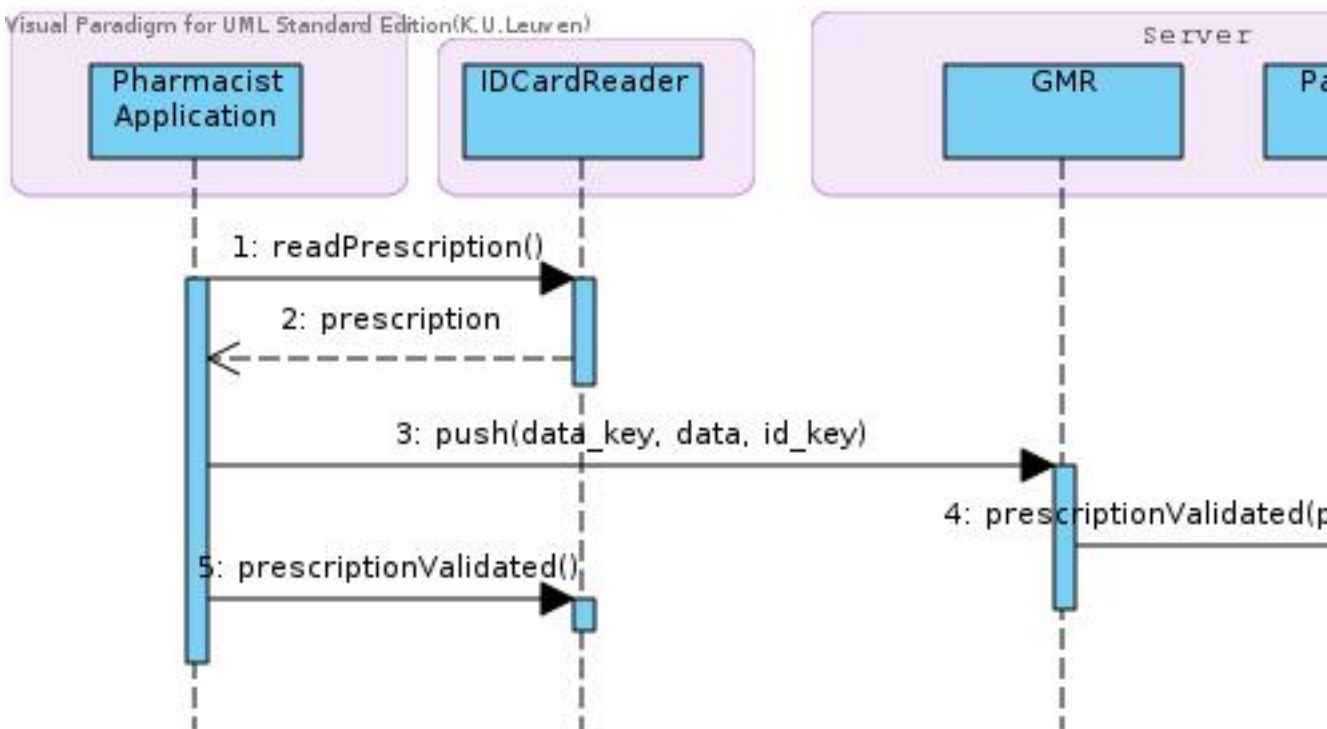 Visual Paradigm for UML Standard Edition(K.U.Leuven)
Server
Pharmacist
Application
IDCardReader
GMR
Pa
1: readPrescription()
2: prescription
3: push(data_key, data, id_key)
4: prescriptionValidated(p
5: prescriptionValidated()